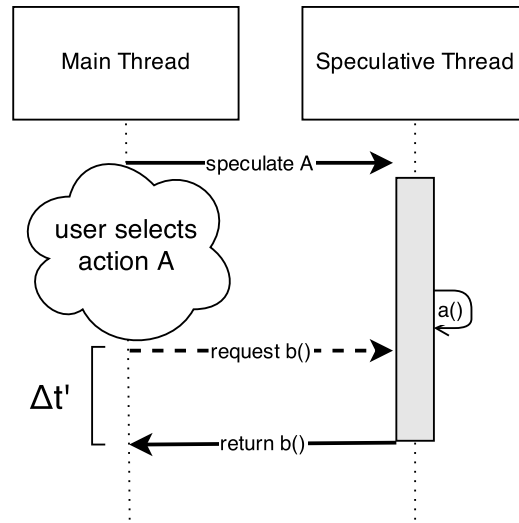 Main Thread
Speculative Thread
speculate A
user selects
action A
a()
request b()
Δt'
return b()